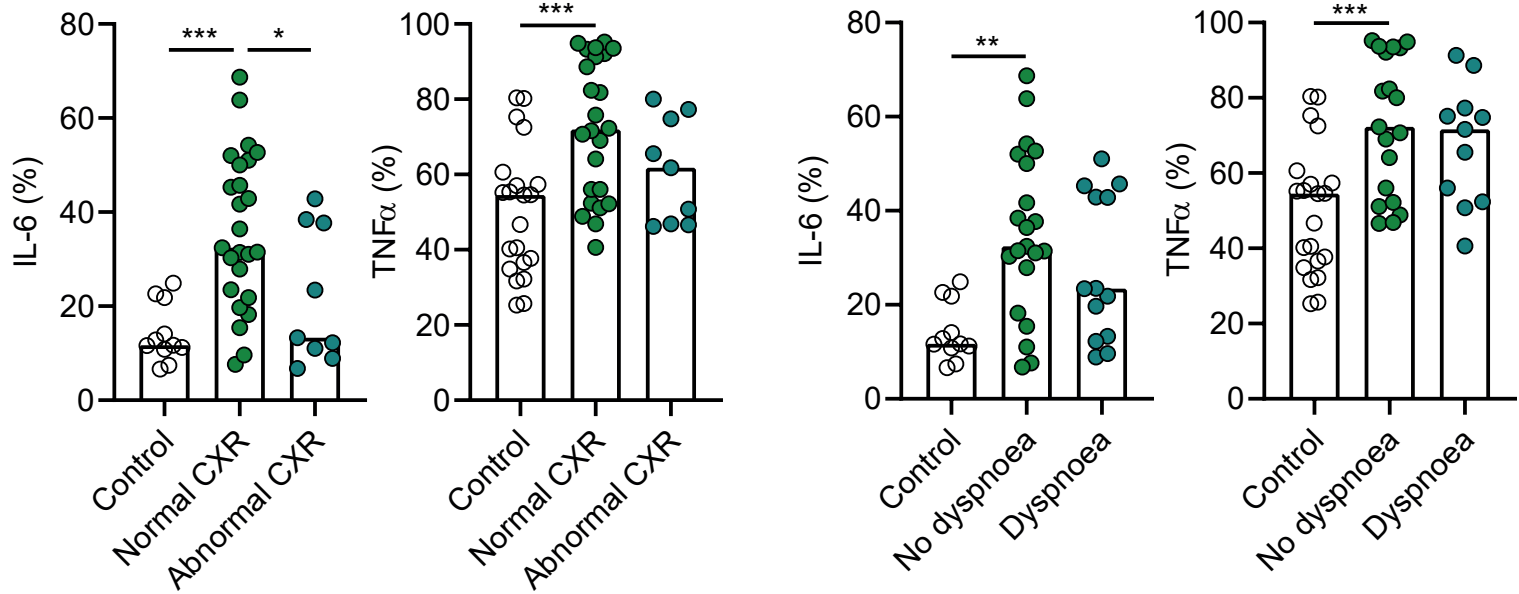 ***
*
IL-6 (%)
80
60
40
20
0
Control
Normal CXR
Abnormal CXR
***
TNFα (%)
100
80
60
40
20
0
Control
Normal CXR
Abnormal CXR
**
IL-6 (%)
80
60
40
20
0
Control
No dyspnoea
Dyspnoea
***
TNFα (%)
100
80
60
40
20
0
Control
No dyspnoea
Dyspnoea